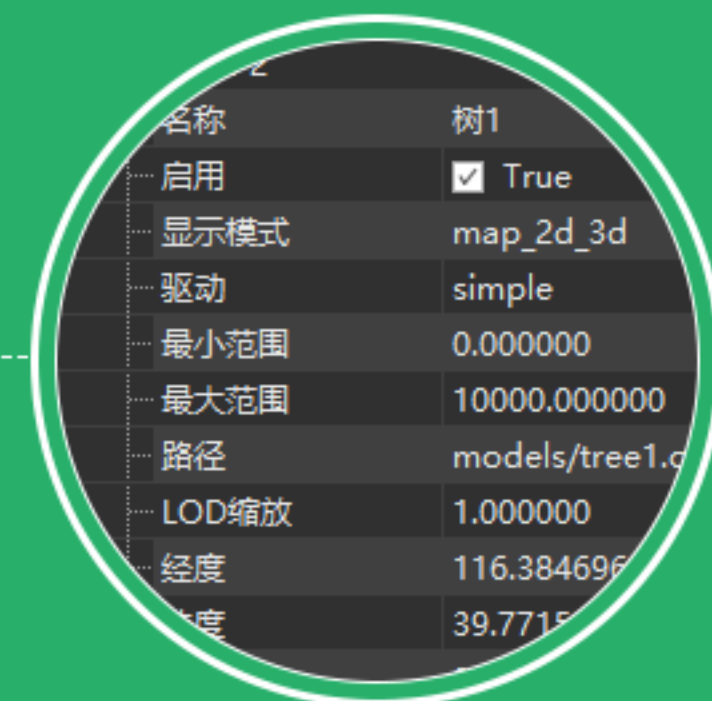 名称 树1
启用 True
显示模式 map_2d_3d
驱动 simple
最小范围 0.000000
最大范围 10000.000000
路径 models/tree1.
LOD缩放 1.000000
经度 116.384696
度 39.7715